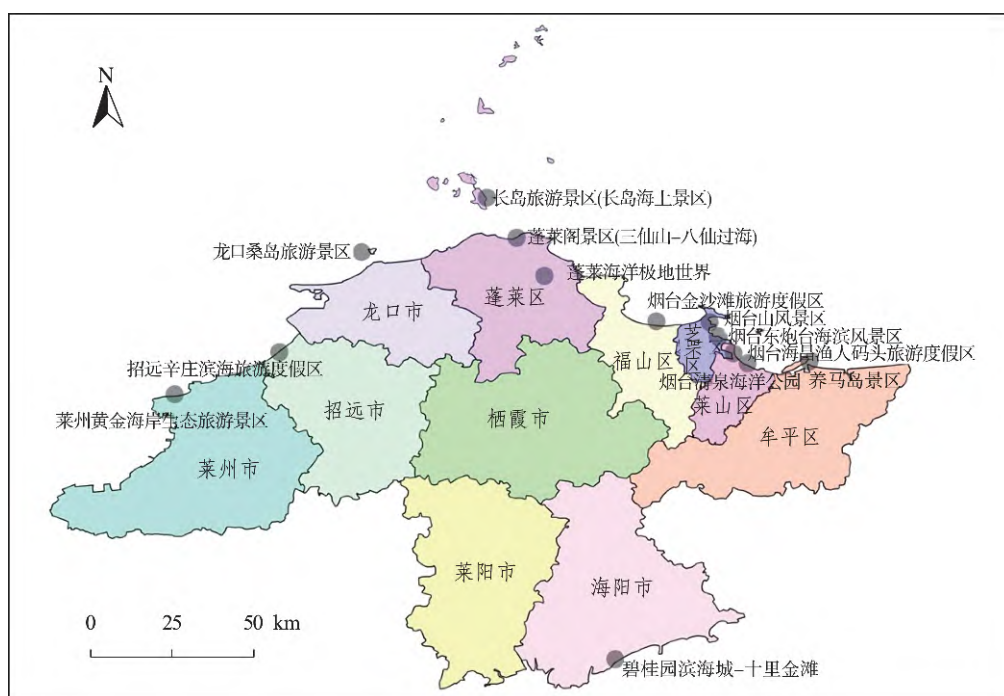 N
长岛旅游景区(长岛海上景区)
蓬莱阁景区(三仙山-八仙过海)
龙口桑岛旅游景区
蓬莱海洋极地世界
蓬莱区
烟台金沙滩旅游度假区
龙口市
烟台山风景区
芝罘区
烟台东炮台海滨风景区
福山区
烟台海昌渔人码头旅游度假区
招远辛庄滨海旅游度假区
烟台清泉海洋公园
养马岛景区
莱山区
招远市
栖霞市
莱州黄金海岸生态旅游景区
牟平区
莱州市
莱阳市
海阳市
0 25 50 km
碧桂园滨海城-十里金滩